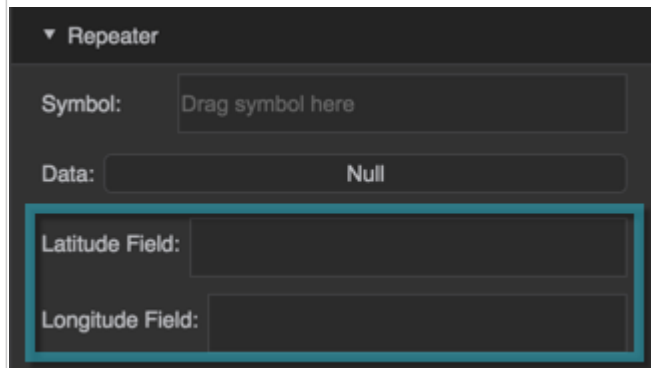 Repeater
Symbol: Drag symbol here
Data: Null
Latitude Field:
Longitude Field: